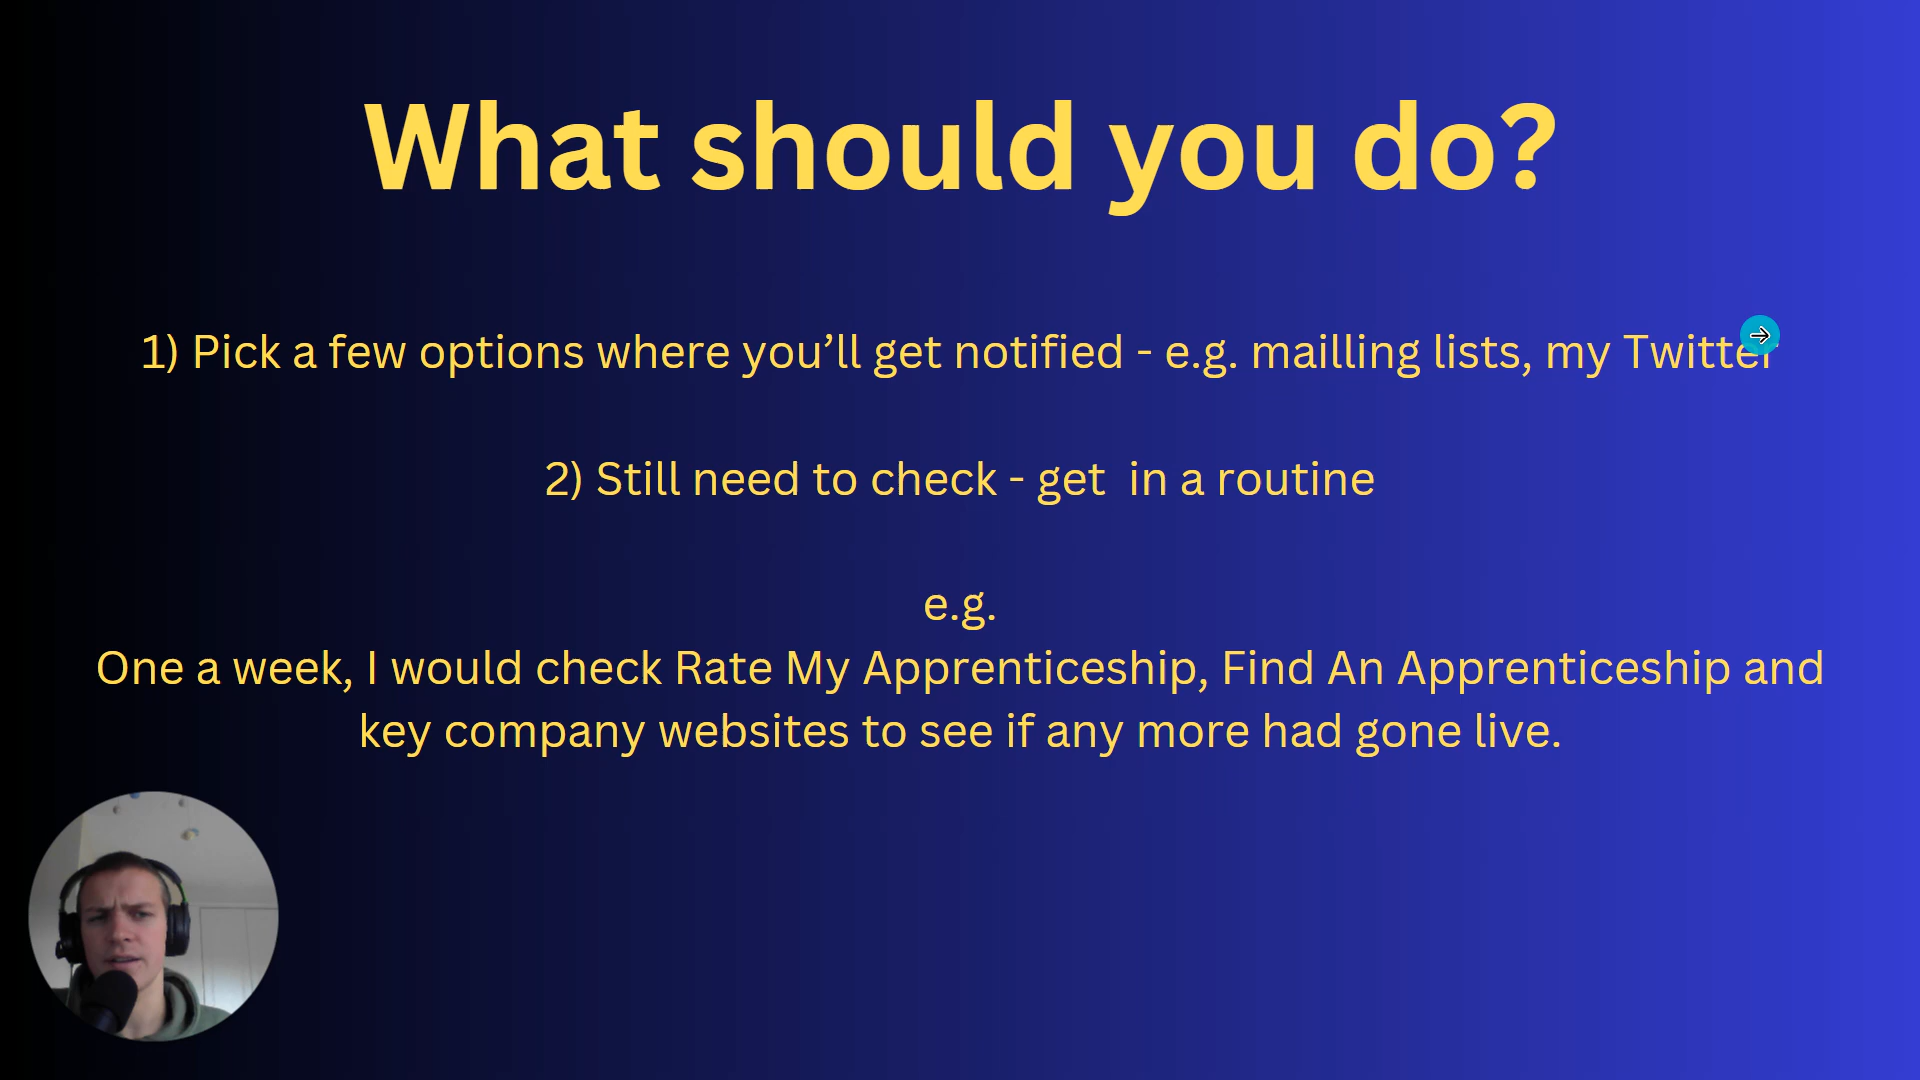 What should you do?
1) Pick a few options where you’ll get notified - e.g. mailling lists, my Twitter
2) Still need to check - get  in a routine
e.g.
One a week, I would check Rate My Apprenticeship, Find An Apprenticeship and
key company websites to see if any more had gone live.